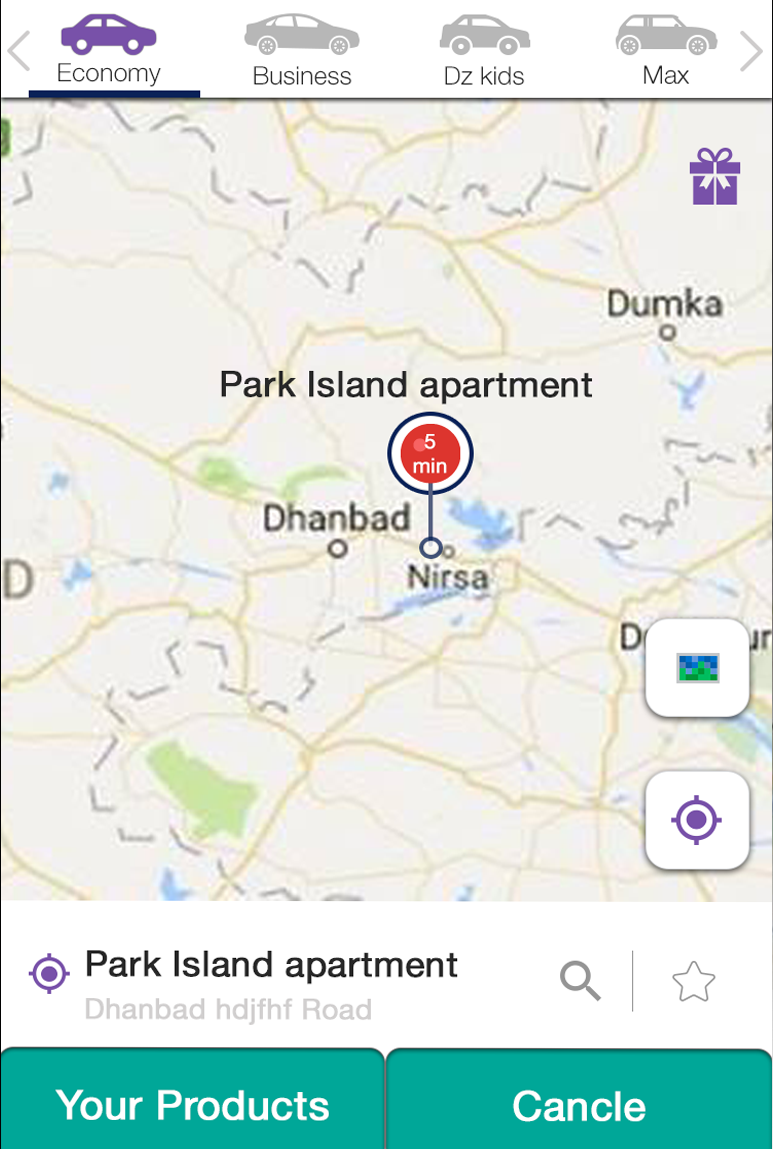 Economy
Business
Dz kids
Max
Dumka
Park Island apartment
5
min
Dhanbad
D
Nirsa
Park Island apartment
Dhanbad hdjfhf Road
Your Products
Cancle